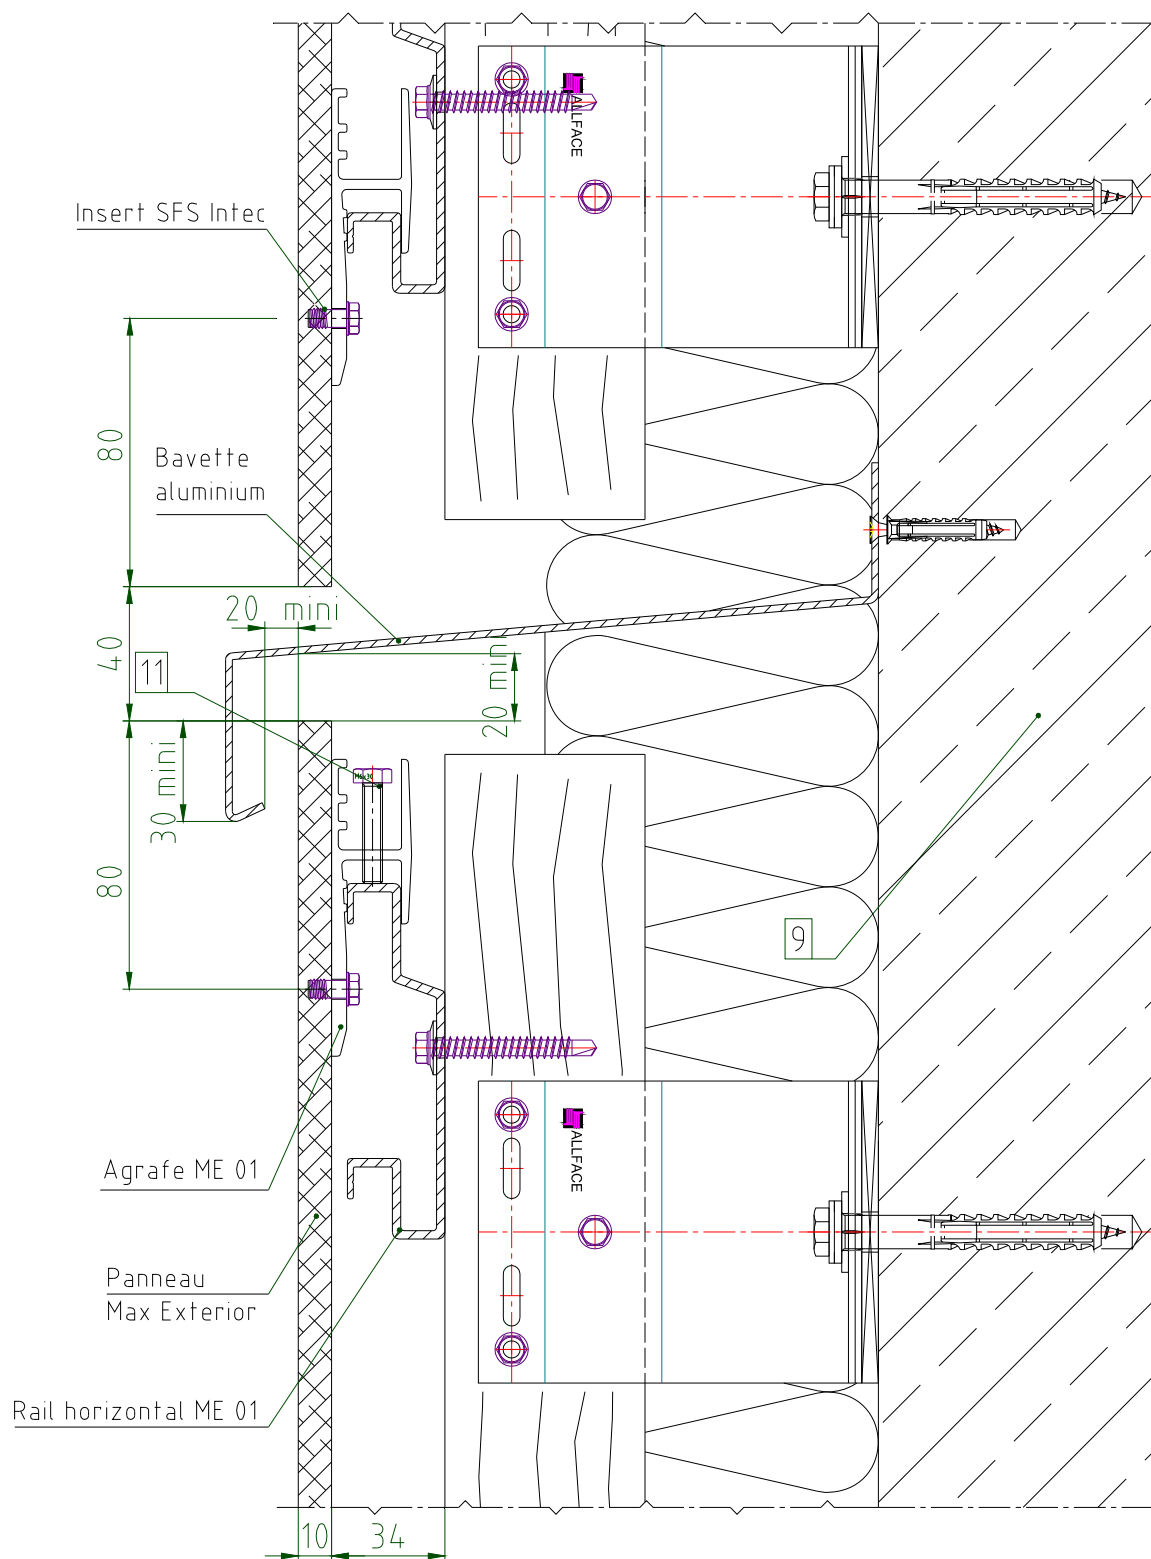 ALLFACE
Insert SFS Intec
80
Bavette
aluminium
20 mini
40
11
20 min
30 mini
M6x30
80
9
Agrafe ME 01
ALLFACE
Panneau
Max Exterior
Rail horizontal ME 01
10
34